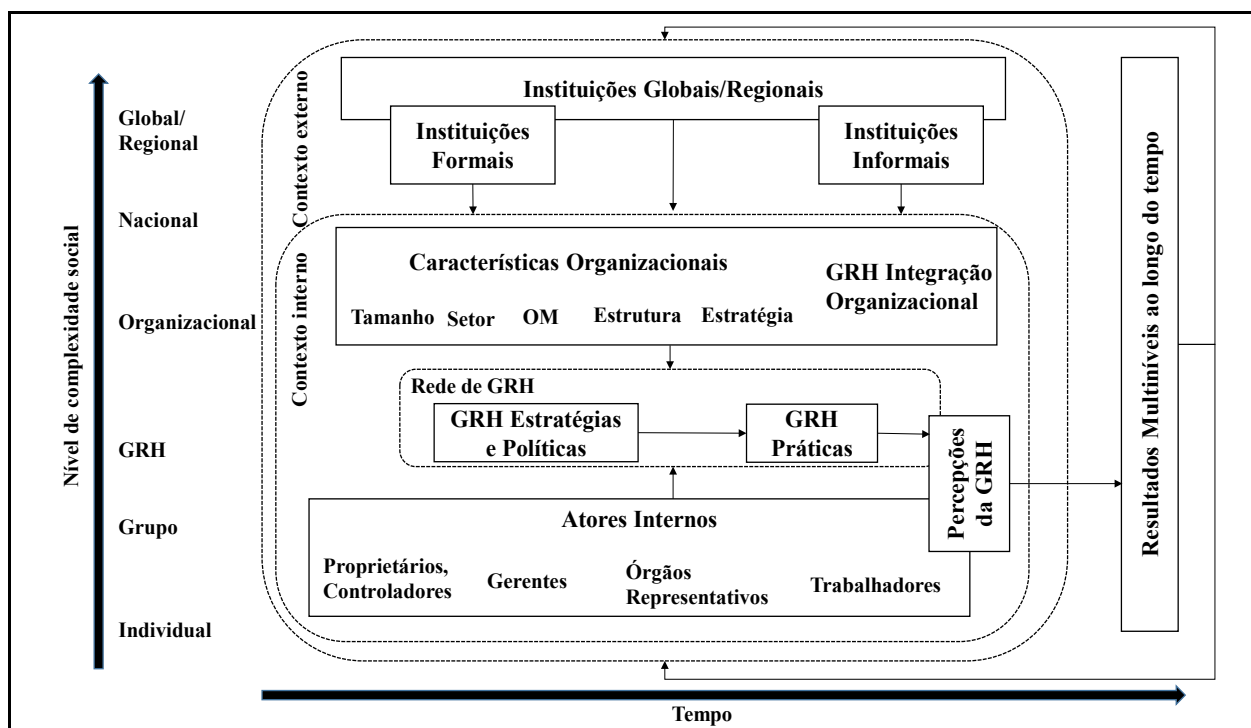 Instituições Globais/Regionais
Global/
Regional
Contexto externo
Instituições
Formais
Instituições
Informais
Nacional
Nível de complexidade social
Contexto interno
Características Organizacionais
GRH Integração
Organizacional
Tamanho
Setor
OM
Estrutura
Estratégia
Organizacional
Rede de GRH
GRH Estratégias
e Políticas
GRH
Práticas
GRH
Percepções
da GRH
Resultados Multiníveis ao longo do tempo
Grupo
Atores Internos
Proprietários,
Controladores
Gerentes
Órgãos
Representativos
Trabalhadores
Individual
Tempo